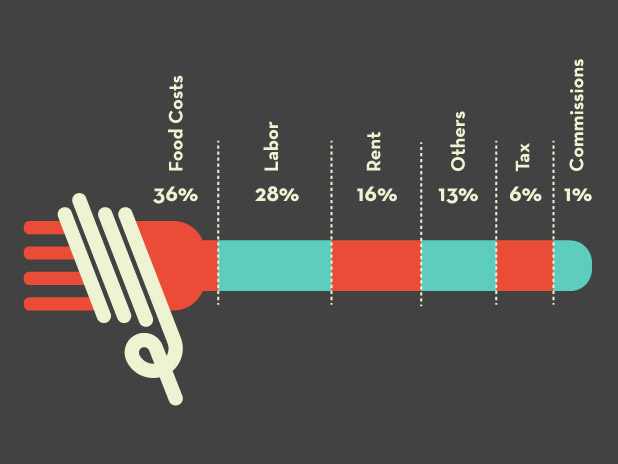 Food Costs
36%
Labor
28%
Rent
16%
Others
13%
Tax
6%
Commissions
1%